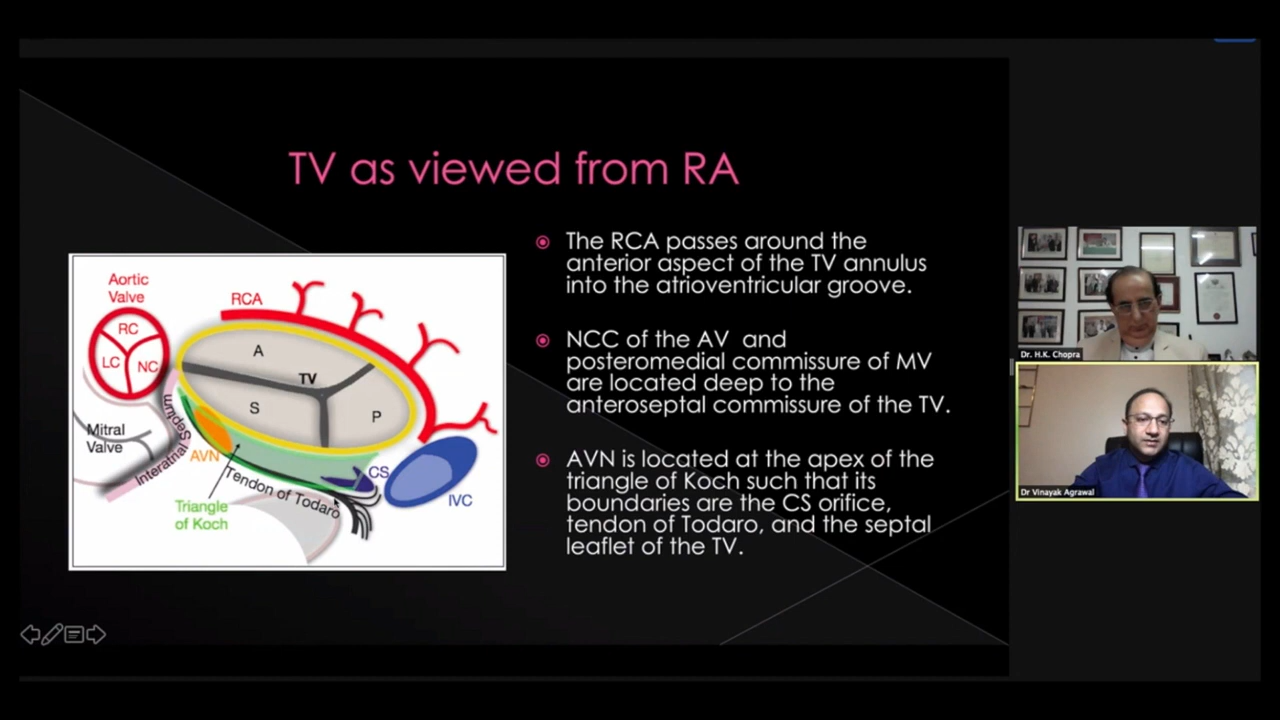 TV as viewed from RA
Aortic
Valve
RC
LC
NC
RCA
A
TV
S
P
Mitral
Valve
Interatrial Septum
AVN
Tendon of Todaro
CS
IVC
Triangle
of Koch
The RCA passes around the
anterior aspect of the TV annulus
into the atrioventricular groove.
NCC of the AV and
posteromedial commissure of MV
are located deep to the
anteroseptal commissure of the TV.
AVN is located at the apex of the
triangle of Koch such that its
boundaries are the CS orifice,
tendon of Todaro, and the septal
leaflet of the TV.
Dr. H.K. Chopra
Dr Vinayak Agrawal